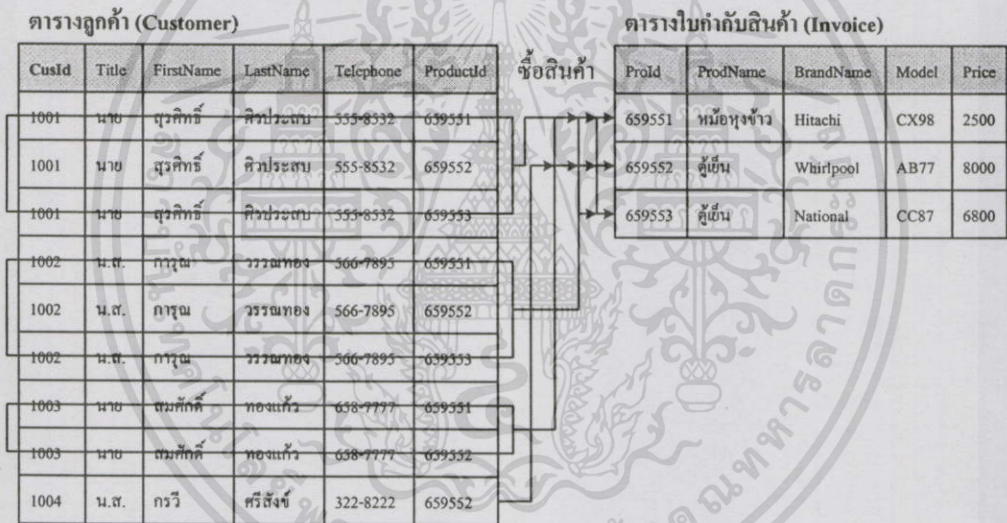 ตารางลูกค้า (Customer)
CusId Title FirstName LastName Telephone ProductId
1001 นาย สุรศิทธิ์ ศิวประสบ 555-8532 659551
1001 นาย สุรศิทธิ์ ศิวประสบ 555-8532 659552
1001 นาย สุรศิทธิ์ ศิวประสบ 555-8532 659553
1002 น.ส. การุณ วรรณทอง 566-7895 659551
1002 น.ส. การุณ วรรณทอง 566-7895 659552
1002 น.ส. การุณ วรรณทอง 566-7895 659553
1003 นาย สมศักดิ์ ทองแก้ว 658-7777 659551
1003 นาย สมศักดิ์ ทองแก้ว 658-7777 659552
1004 น.ส. กรวี ศรีสังข์ 322-8222 659552
ซื้อสินค้า
ตารางใบกำกับสินค้า (Invoice)
ProId ProdName BrandName Model Price
659551 หม้อหุงข้าว Hitachi CX98 2500
659552 ตู้เย็น Whirlpool AB77 8000
659553 ตู้เย็น National CC87 6800